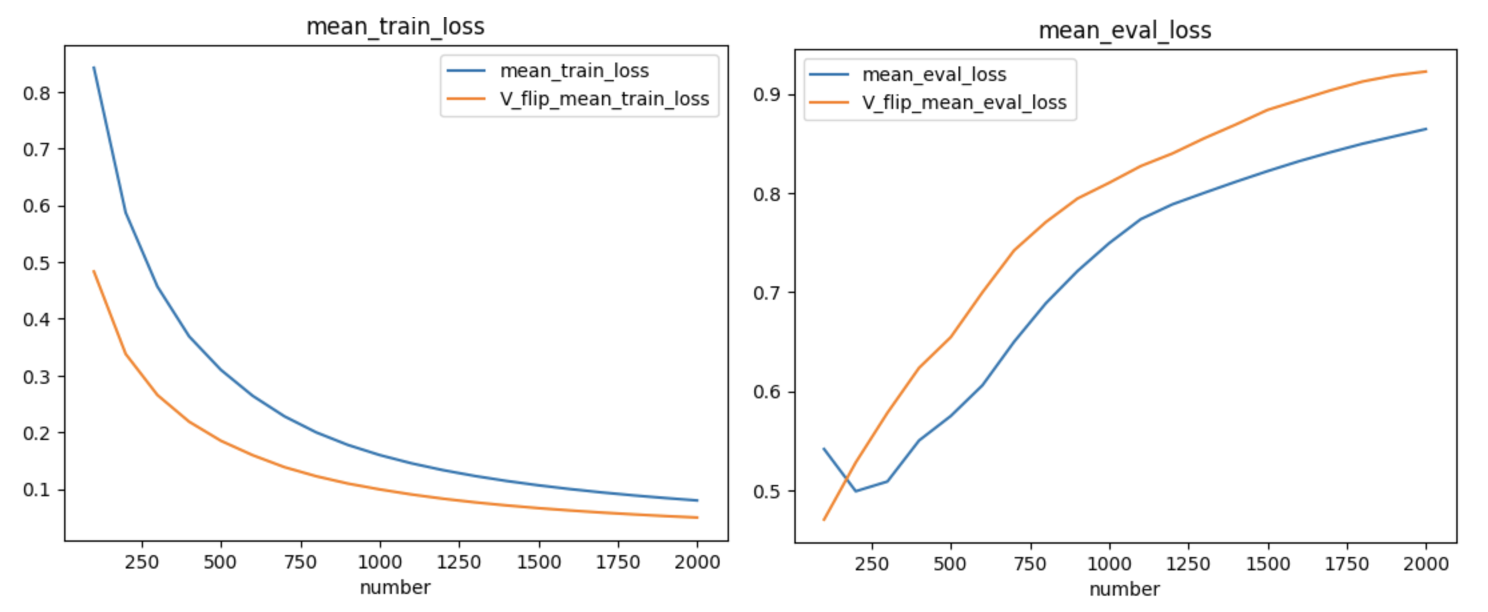 mean_train_loss
mean_train_loss
V_flip_mean_train_loss
0.8
0.7
0.6
0.5
0.4
0.3
0.2
0.1
250 500 750 1000 1250 1500 1750 2000
number
mean_eval_loss
mean_eval_loss
V_flip_mean_eval_loss
0.9
0.8
0.7
0.6
0.5
250 500 750 1000 1250 1500 1750 2000
number